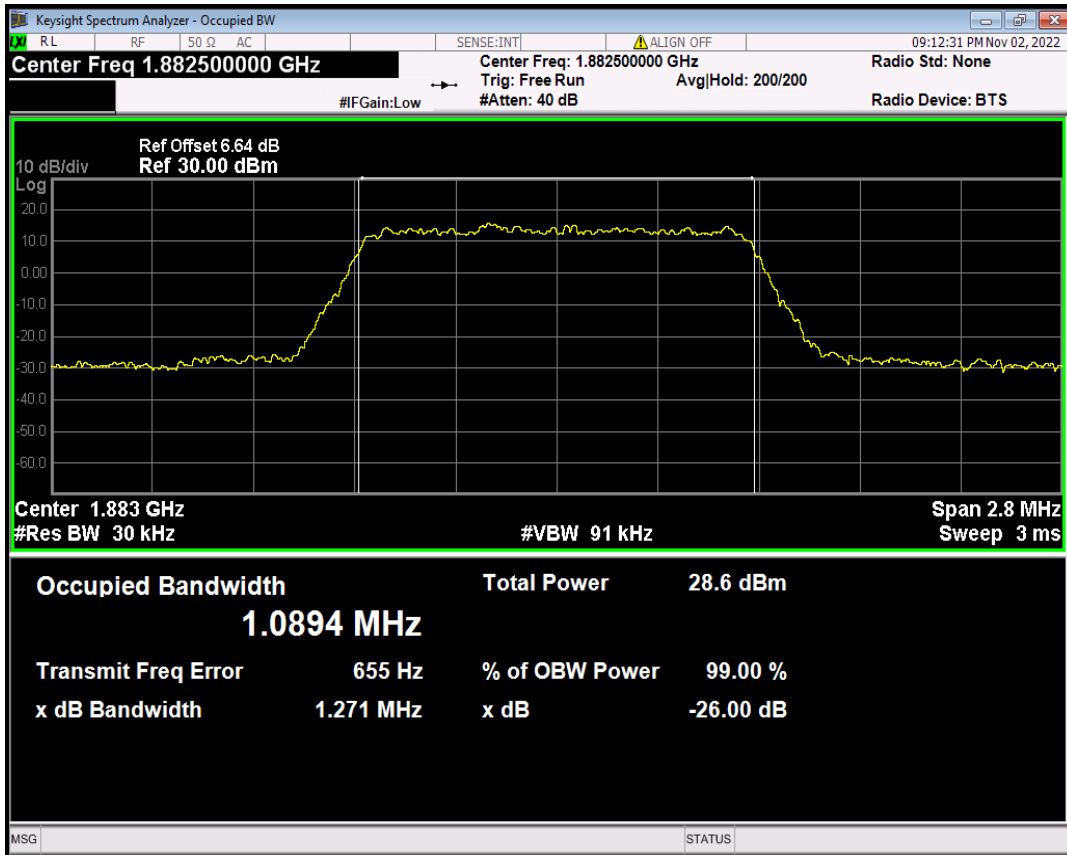 Keysight Spectrum Analyzer - Occupied BW
LXI RL RF 50 Ω AC SENSE:INT ALIGN OFF 09:12:31 PM Nov 02, 2022
Center Freq 1.882500000 GHz
Center Freq: 1.882500000 GHz
Radio Std: None
Trig: Free Run Avg|Hold: 200/200
#IFGain:Low #Atten: 40 dB Radio Device: BTS
Ref Offset 6.64 dB
10 dB/div Ref 30.00 dBm
Log
20.0
10.0
0.00
-10.0
-20.0
-30.0
-40.0
-50.0
-60.0
Center 1.883 GHz Span 2.8 MHz
#Res BW 30 kHz #VBW 91 kHz Sweep 3 ms
Occupied Bandwidth Total Power 28.6 dBm
1.0894 MHz
Transmit Freq Error 655 Hz % of OBW Power 99.00 %
x dB Bandwidth 1.271 MHz x dB -26.00 dB
MSG STATUS